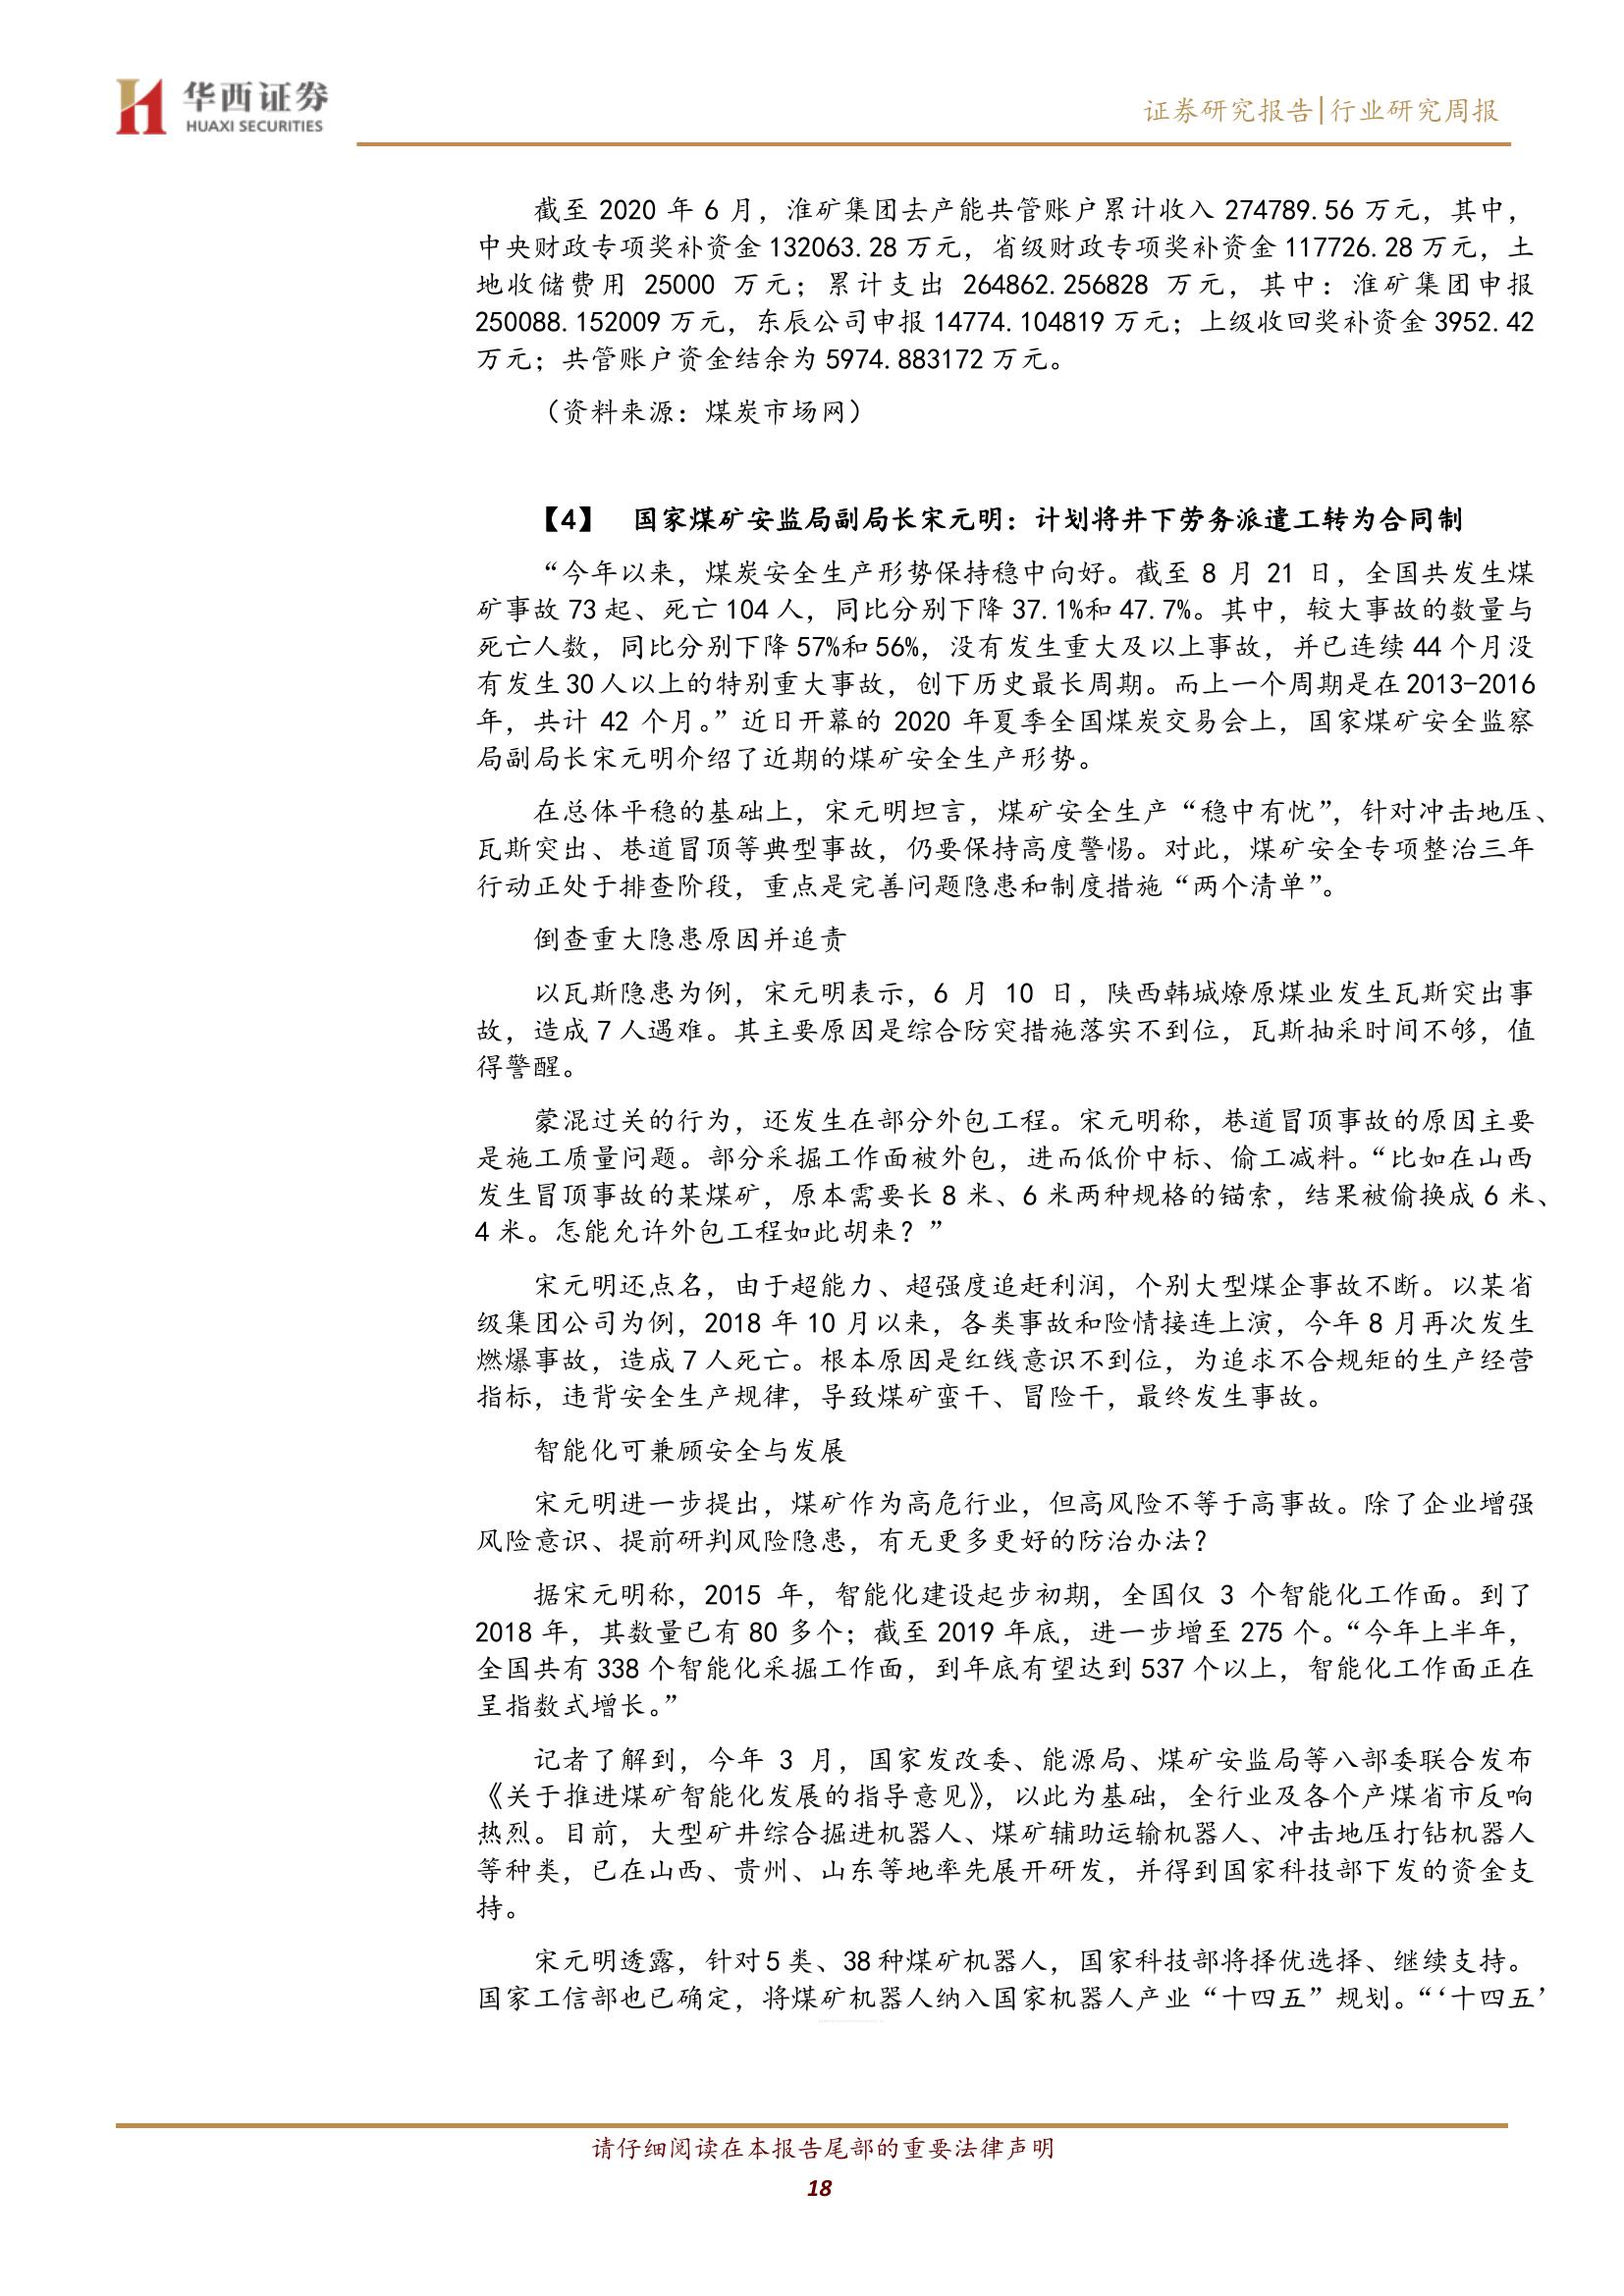 华西证券
HUAXI SECURITIES
证券研究报告|行业研究周报
截至 2020 年 6 月，淮矿集团去产能共管账户累计收入 274789.56 万元，其中，
中央财政专项奖补资金 132063.28 万元，省级财政专项奖补资金 117726.28 万元，土
地收储费用 25000 万元；累计支出 264862.256828 万元，其中：淮矿集团申报
250088.152009 万元，东辰公司申报 14774.104819 万元；上级收回奖补资金 3952.42
万元；共管账户资金结余为 5974.883172 万元。
（资料来源：煤炭市场网）
【4】 国家煤矿安监局副局长宋元明：计划将井下劳务派遣工转为合同制
“今年以来，煤炭安全生产形势保持稳中向好。截至 8 月 21 日，全国共发生煤
矿事故 73 起、死亡 104 人，同比分别下降 37.1%和 47.7%。其中，较大事故的数量与
死亡人数，同比分别下降 57%和 56%，没有发生重大及以上事故，并已连续 44 个月没
有发生 30 人以上的特别重大事故，创下历史最长周期。而上一个周期是在 2013-2016
年，共计 42 个月。”近日开幕的 2020 年夏季全国煤炭交易会上，国家煤矿安全监察
局副局长宋元明介绍了近期的煤矿安全生产形势。
在总体平稳的基础上，宋元明坦言，煤矿安全生产“稳中有忧”，针对冲击地压、
瓦斯突出、巷道冒顶等典型事故，仍要保持高度警惕。对此，煤矿安全专项整治三年
行动正处于排查阶段，重点是完善问题隐患和制度措施“两个清单”。
倒查重大隐患原因并追责
以瓦斯隐患为例，宋元明表示，6 月 10 日，陕西韩城燎原煤业发生瓦斯突出事
故，造成 7 人遇难。其主要原因是综合防突措施落实不到位，瓦斯抽采时间不够，值
得警醒。
蒙混过关的行为，还发生在部分外包工程。宋元明称，巷道冒顶事故的原因主要
是施工质量问题。部分采掘工作面被外包，进而低价中标、偷工减料。“比如在山西
发生冒顶事故的某煤矿，原本需要长 8 米、6 米两种规格的锚索，结果被偷换成 6 米、
4 米。怎能允许外包工程如此胡来？”
宋元明还点名，由于超能力、超强度追赶利润，个别大型煤企事故不断。以某省
级集团公司为例，2018 年 10 月以来，各类事故和险情接连上演，今年 8 月再次发生
燃爆事故，造成 7 人死亡。根本原因是红线意识不到位，为追求不合规矩的生产经营
指标，违背安全生产规律，导致煤矿蛮干、冒险干，最终发生事故。
智能化可兼顾安全与发展
宋元明进一步提出，煤矿作为高危行业，但高风险不等于高事故。除了企业增强
风险意识、提前研判风险隐患，有无更多更好的防治办法？
据宋元明称，2015 年，智能化建设起步初期，全国仅 3 个智能化工作面。到了
2018 年，其数量已有 80 多个；截至 2019 年底，进一步增至 275 个。“今年上半年，
全国共有 338 个智能化采掘工作面，到年底有望达到 537 个以上，智能化工作面正在
呈指数式增长。”
记者了解到，今年 3 月，国家发改委、能源局、煤矿安监局等八部委联合发布
《关于推进煤矿智能化发展的指导意见》，以此为基础，全行业及各个产煤省市反响
热烈。目前，大型矿井综合掘进机器人、煤矿辅助运输机器人、冲击地压打钻机器人
等种类，已在山西、贵州、山东等地率先展开研发，并得到国家科技部下发的资金支
持。
宋元明透露，针对 5 类、38 种煤矿机器人，国家科技部将择优选择、继续支持。
国家工信部也已确定，将煤矿机器人纳入国家机器人产业“十四五”规划。“‘十四五’
请仔细阅读在本报告尾部的重要法律声明
18